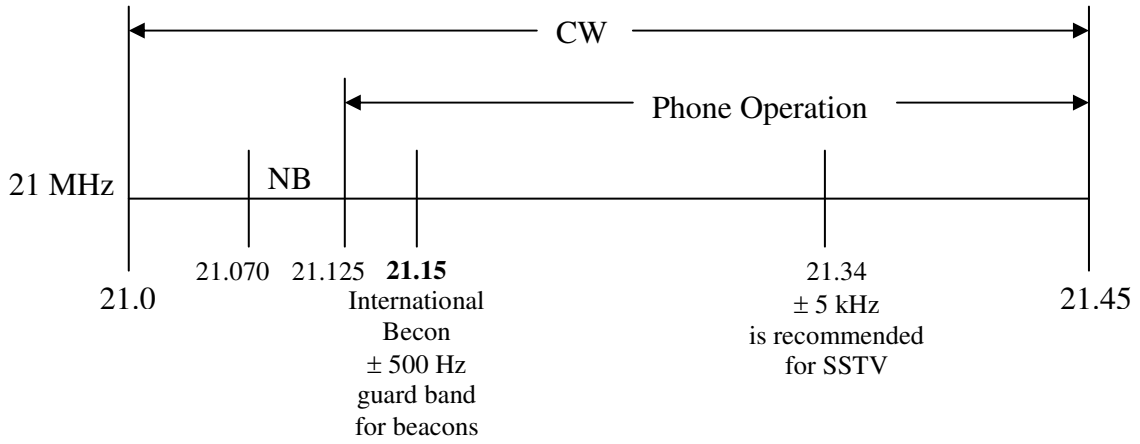 CW
Phone Operation
21 MHz
NB
21.070
21.125
21.15
21.34
21.0
21.45
International
Becon
± 500 Hz
guard band
for beacons
± 5 kHz
is recommended
for SSTV